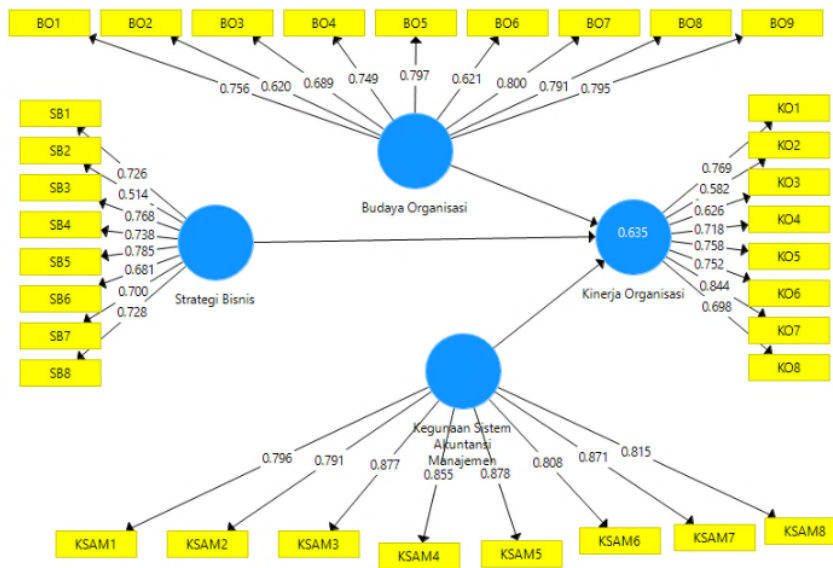 BO1 BO2 BO3 BO4 BO5 BO6 BO7 BO8 BO9
0.756 0.620 0.689 0.749 0.797 0.621 0.800 0.791 0.795
Budaya Organisasi
SB1
SB2
SB3
SB4
SB5
SB6
SB7
SB8
0.726
0.514
0.768
0.738
0.785
0.681
0.700
0.728
Strategi Bisnis
0.635
Kinerja Organisasi
0.769
0.582
0.626
0.718
0.758
0.752
0.844
0.698
KO1
KO2
KO3
KO4
KO5
KO6
KO7
KO8
Kegunaan Sistem
Akuntansi
Manajemen
0.796 0.791 0.877 0.855 0.878 0.808 0.871 0.815
KSAM1 KSAM2 KSAM3 KSAM4 KSAM5 KSAM6 KSAM7 KSAM8